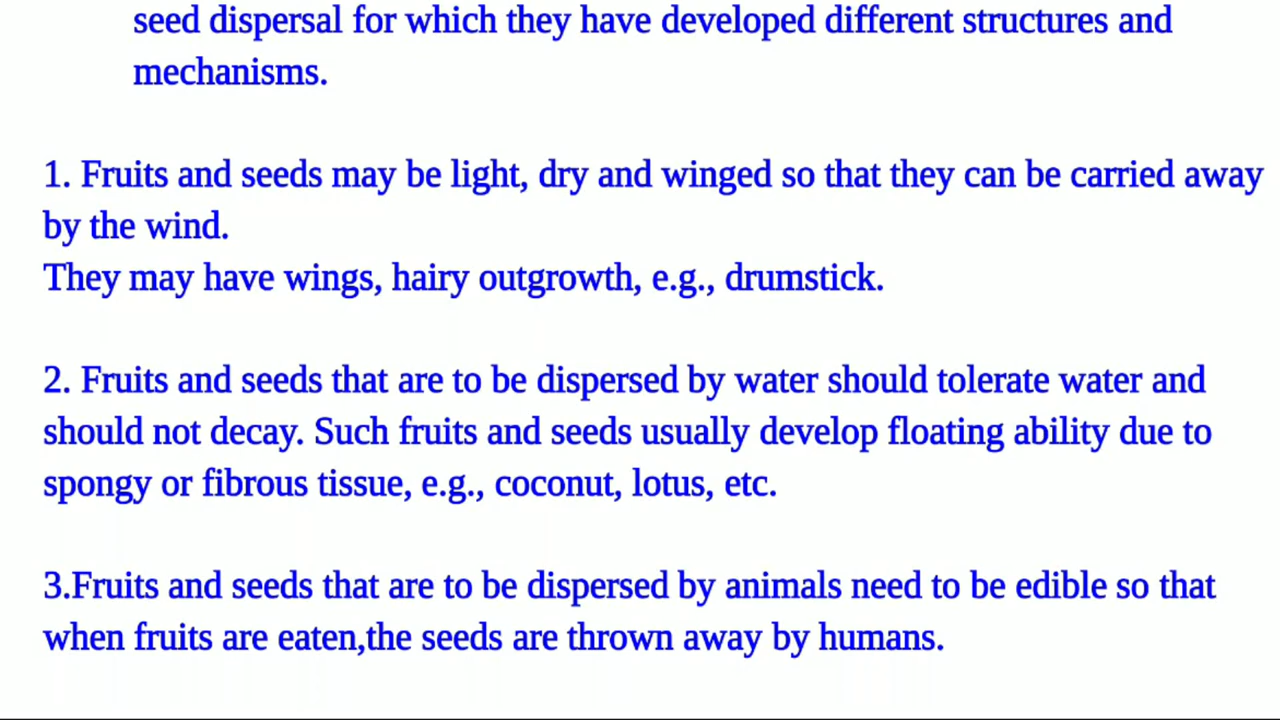 seed dispersal for which they have developed different structures and
mechanisms.
1. Fruits and seeds may be light, dry and winged so that they can be carried away
by the wind.
They may have wings, hairy outgrowth, e.g., drumstick.
2. Fruits and seeds that are to be dispersed by water should tolerate water and
should not decay. Such fruits and seeds usually develop floating ability due to
spongy or fibrous tissue, e.g., coconut, lotus, etc.
3.Fruits and seeds that are to be dispersed by animals need to be edible so that
when fruits are eaten,the seeds are thrown away by humans.